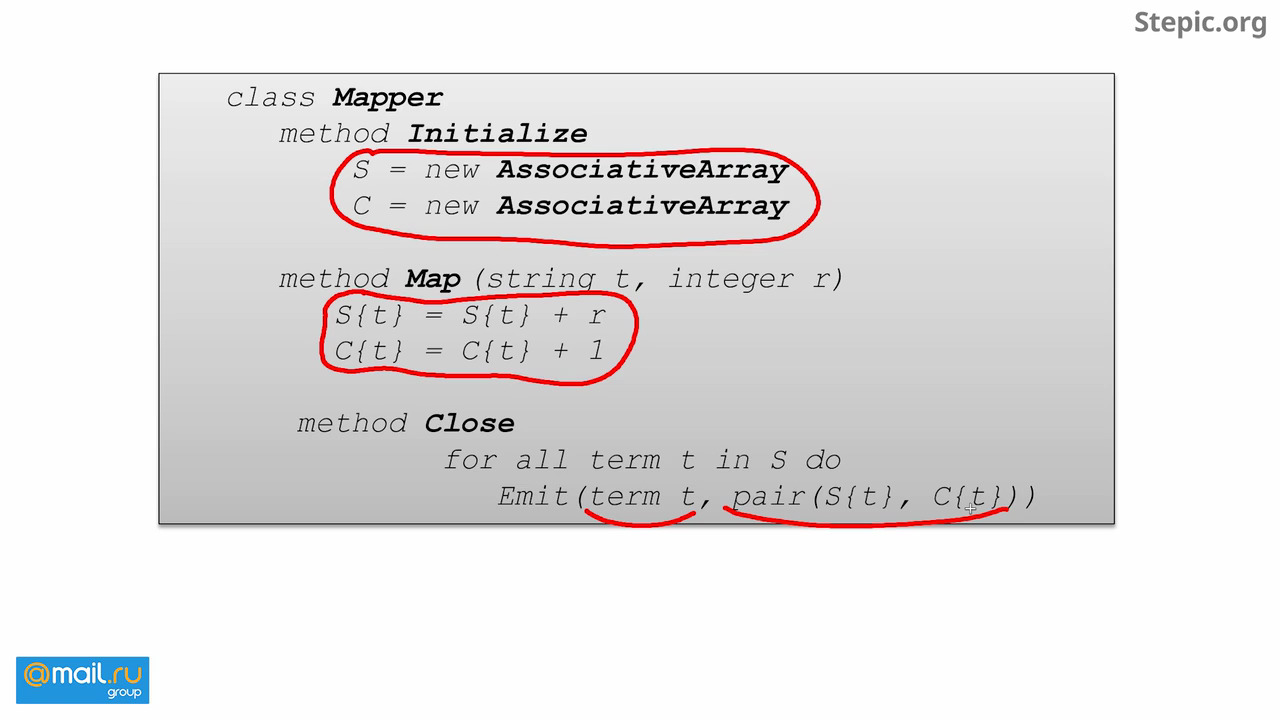 Stepic.org
class Mapper
method Initialize
S = new AssociativeArray
C = new AssociativeArray
method Map (string t, integer r)
S{t} = S{t} + r
C{t} = C{t} + 1
method Close
for all term t in S do
Emit(term t, pair(S{t}, C{t}))
@mail.ru
group